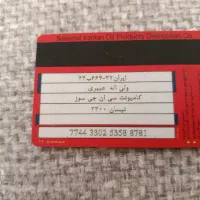 National Iranian Oil Products Distribution Co.
ولی اله عبیری
کامیونت سی ان جی سوز
نیسان ۲۴۰۰
7744 3302 5358 8781